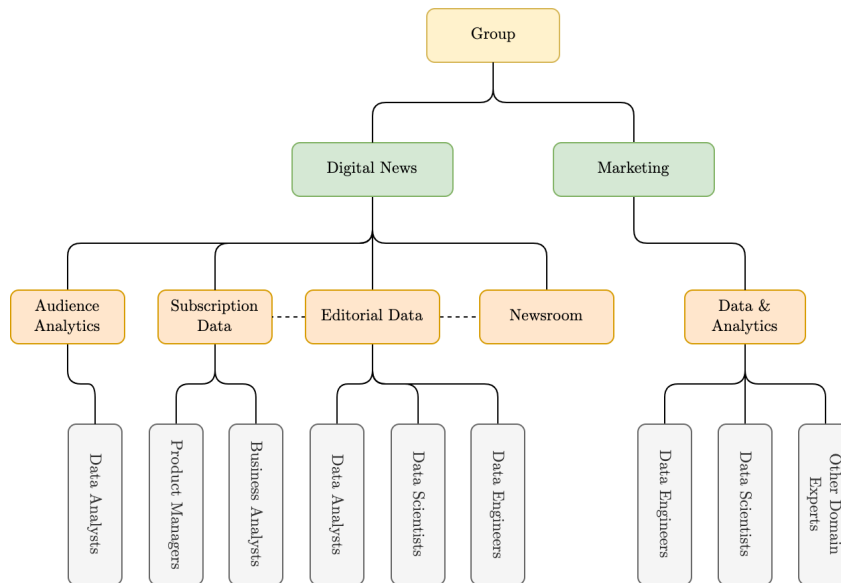 Group
Digital News
Marketing
Audience
Analytics
Subscription
Data
Editorial Data
Newsroom
Data &
Analytics
Data Analysts
Product Managers
Business Analysts
Data Analysts
Data Scientists
Data Engineers
Data Engineers
Data Scientists
Other Domain
Experts